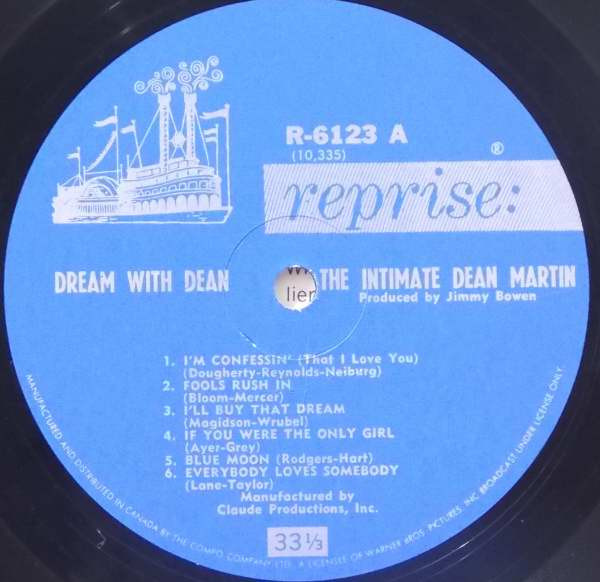 R-6123 A
(10,335)
®
reprise:
DREAM WITH DEAN
THE INTIMATE DEAN MARTIN
Produced by Jimmy Bowen
lier
1. I'M CONFESSIN' (That I Love You)
(Dougherty-Reynolds-Neiburg)
2. FOOLS RUSH IN
(Bloom-Mercer)
3. I'LL BUY THAT DREAM
(Magidson-Wrubel)
4. IF YOU WERE THE ONLY GIRL
(Ayer-Grey)
5. BLUE MOON (Rodgers-Hart)
6. EVERYBODY LOVES SOMEBODY
(Lane-Taylor)
Manufactured by
Claude Productions, Inc.
33⅓
MANUFACTURED AND DISTRIBUTED IN CANADA BY THE COMPO COMPANY LTD. A LICENSEE OF WARNER BROS. PICTURES, INC. BROADCAST UNDER LICENSE ONLY.